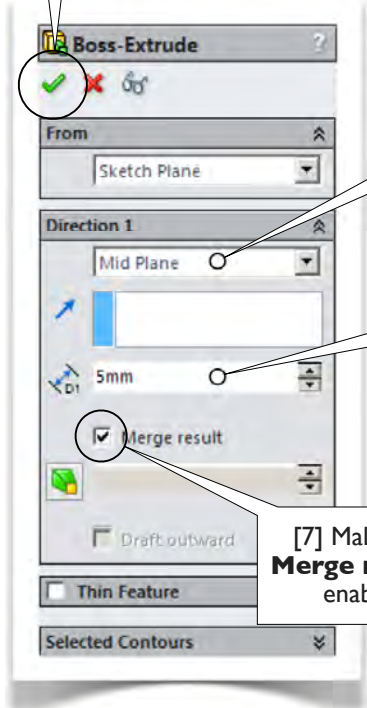 Boss-Extrude ?
From
Sketch Plane
Direction 1
Mid Plane
D1 5mm
Merge result
Draft outward
[7] Mal
Merge
enab
Thin Feature
Selected Contours